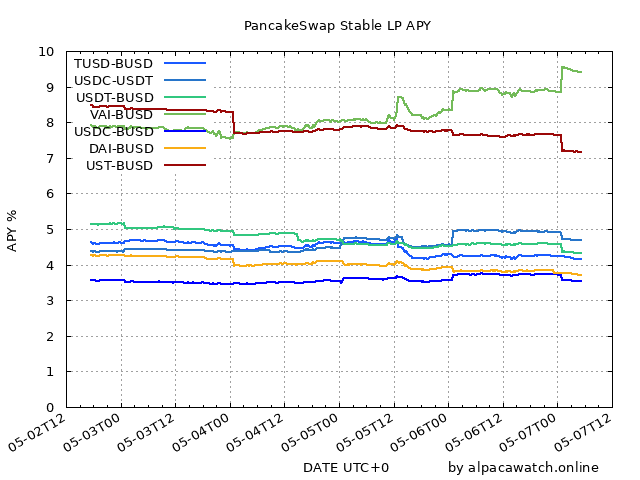 PancakeSwap Stable LP APY
APY %
10
9
8
7
6
5
4
3
2
1
0
TUSD-BUSD
USDC-USDT
USDT-BUSD
VAI-BUSD
USDC-BUSD
DAI-BUSD
UST-BUSD
05-02T12
05-03T00
05-03T12
05-04T00
05-04T12
05-05T00
05-05T12
05-06T00
05-06T12
05-07T00
05-07T12
DATE UTC+0
by alpacawatch.online